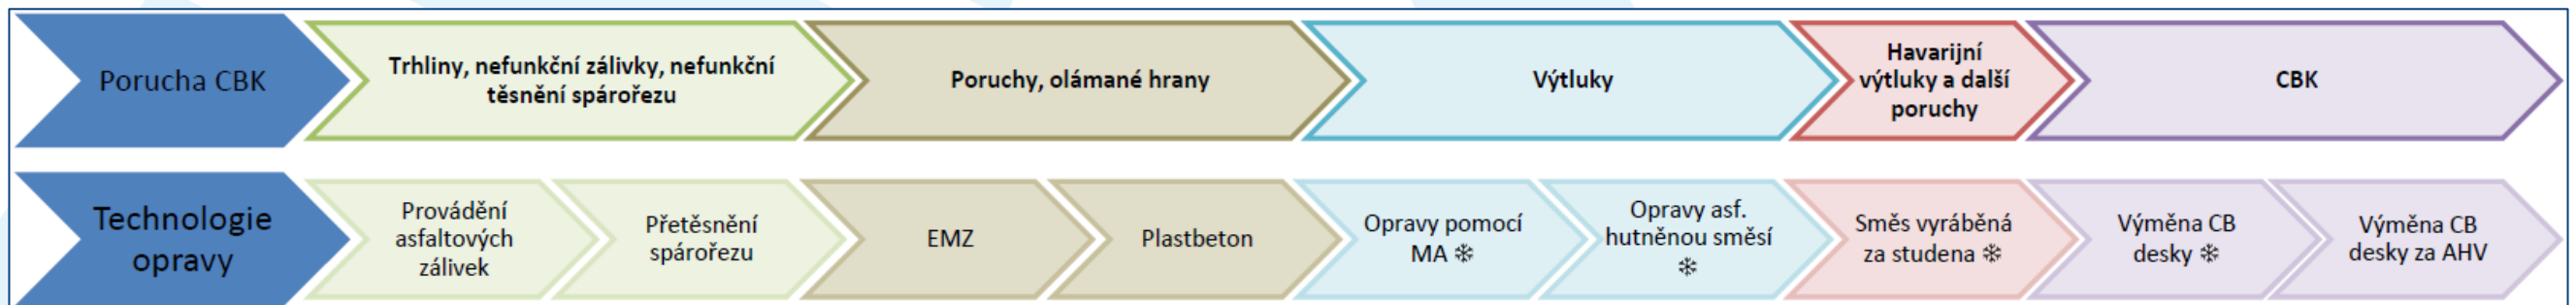 Porucha CBK
Trhliny, nefunkční zálivky, nefunkční
těsnění spárořezu
Poruchy, olámané hrany
Výtluky
Havarijní
výtluky a další
poruchy
CBK
Technologie
opravy
Provádění
asfaltových
zálivek
Přetěsnění
spárořezu
EMZ
Plastbeton
Opravy pomocí
MA ❄
Opravy asf.
hutněnou směsí
❄
Směs vyráběná
za studena ❄
Výměna CB
desky ❄
Výměna CB
desky za AHV